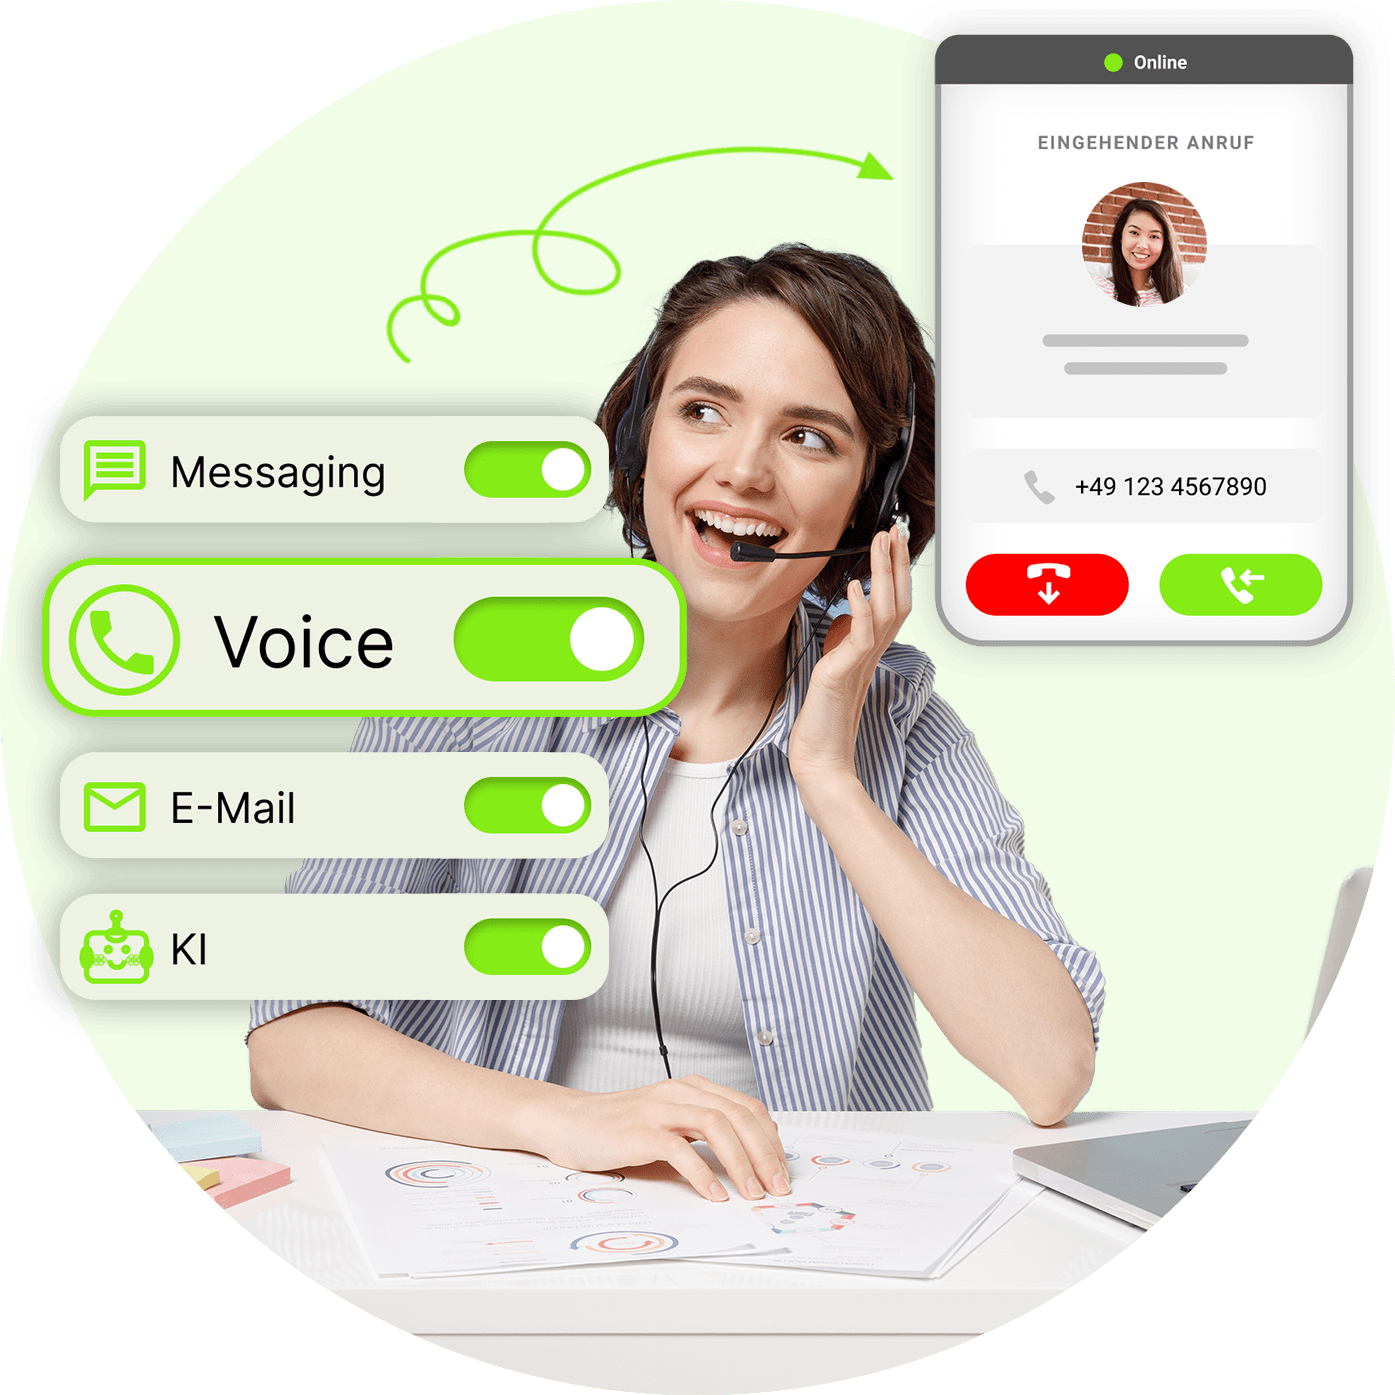 Online
EINGEHENDER ANRUF
+49 123 4567890
Messaging
Voice
E-Mail
KI